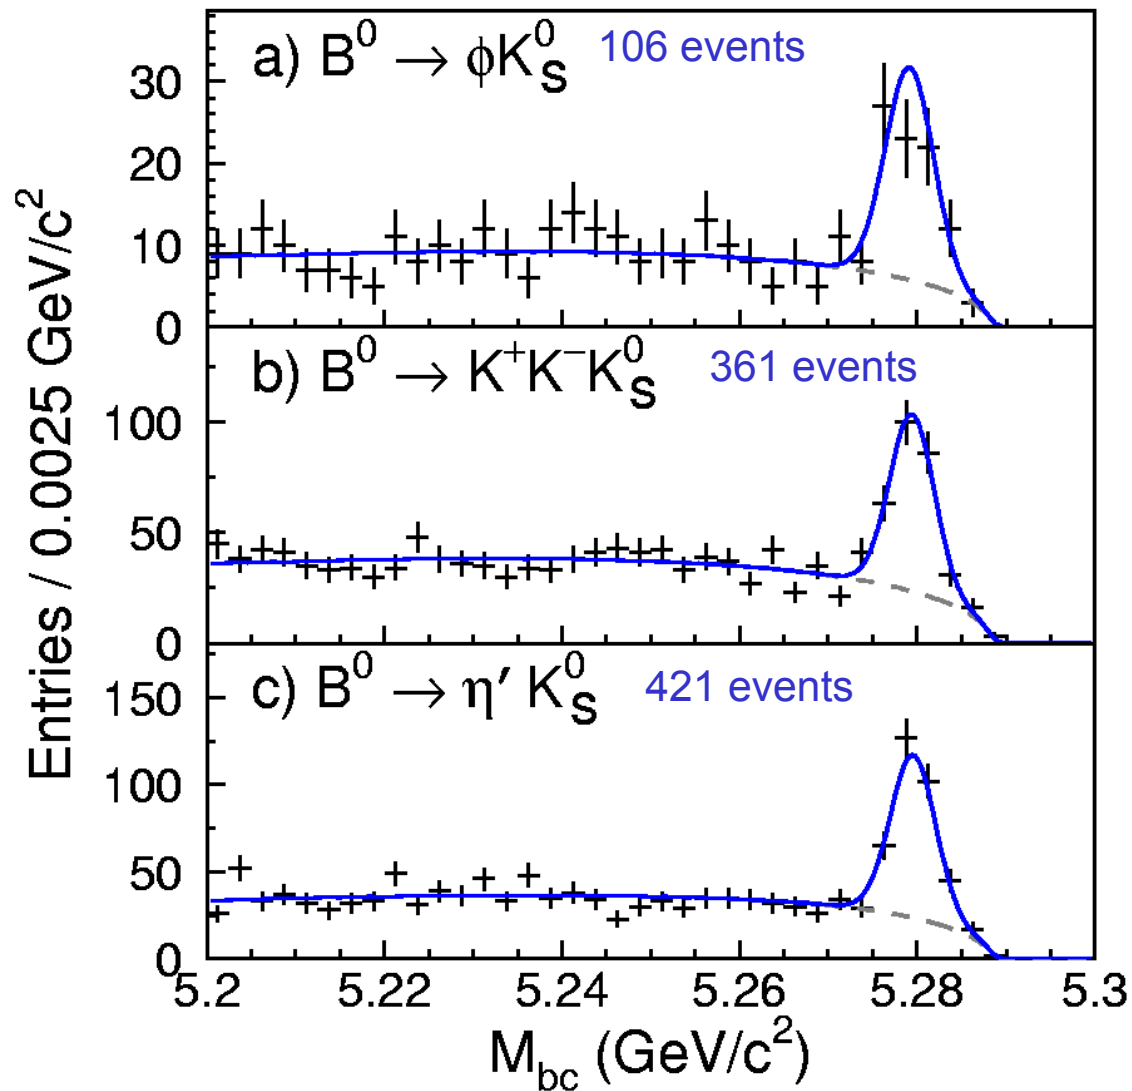 Entries / 0.0025 GeV/c²
a) B⁰ → ϕK⁰S 106 events
30
20
10
0
b) B⁰ → K⁺K⁻K⁰S 361 events
100
50
0
c) B⁰ → η′ K⁰S 421 events
150
100
50
0
5.2 5.22 5.24 5.26 5.28 5.3
Mbc (GeV/c²)